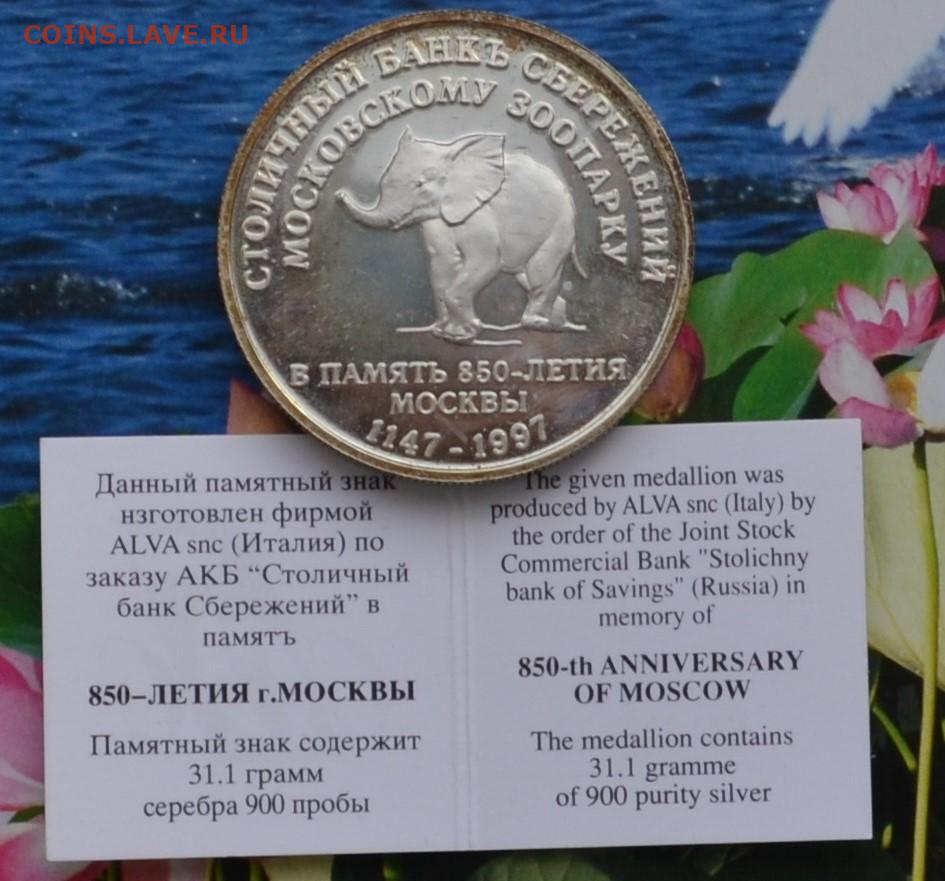 COINS.LAVE.RU
СТОЛИЧНЫЙ БАНКЪ СБЕРЕЖЕНИЙ
МОСКОВСКОМУ ЗООПАРКУ
В ПАМЯТЬ 850-ЛЕТИЯ
МОСКВЫ
1147-1997
Данный памятный знак
нзготовлен фирмой
ALVA snc (Италия) по
заказу АКБ “Столичный
банк Сбережений” в
памятъ
850–ЛЕТИЯ г.МОСКВЫ
Памятный знак содержит
31.1 грамм
серебра 900 пробы
The given medallion was
produced by ALVA snc (Italy) by
the order of the Joint Stock
Commercial Bank "Stolichny
bank of Savings" (Russia) in
memory of
850-th ANNIVERSARY
OF MOSCOW
The medallion contains
31.1 gramme
of 900 purity silver